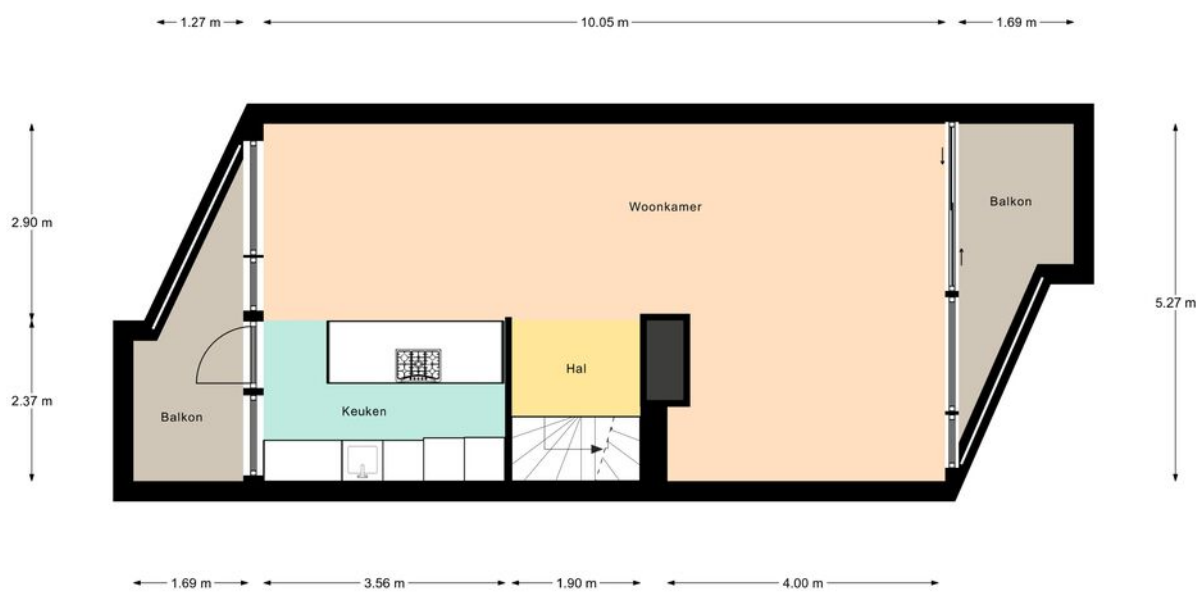 1.27 m
10.05 m
1.69 m
2.90 m
Woonkamer
Balkon
5.27 m
Hal
2.37 m
Balkon
Keuken
1.69 m
3.56 m
1.90 m
4.00 m